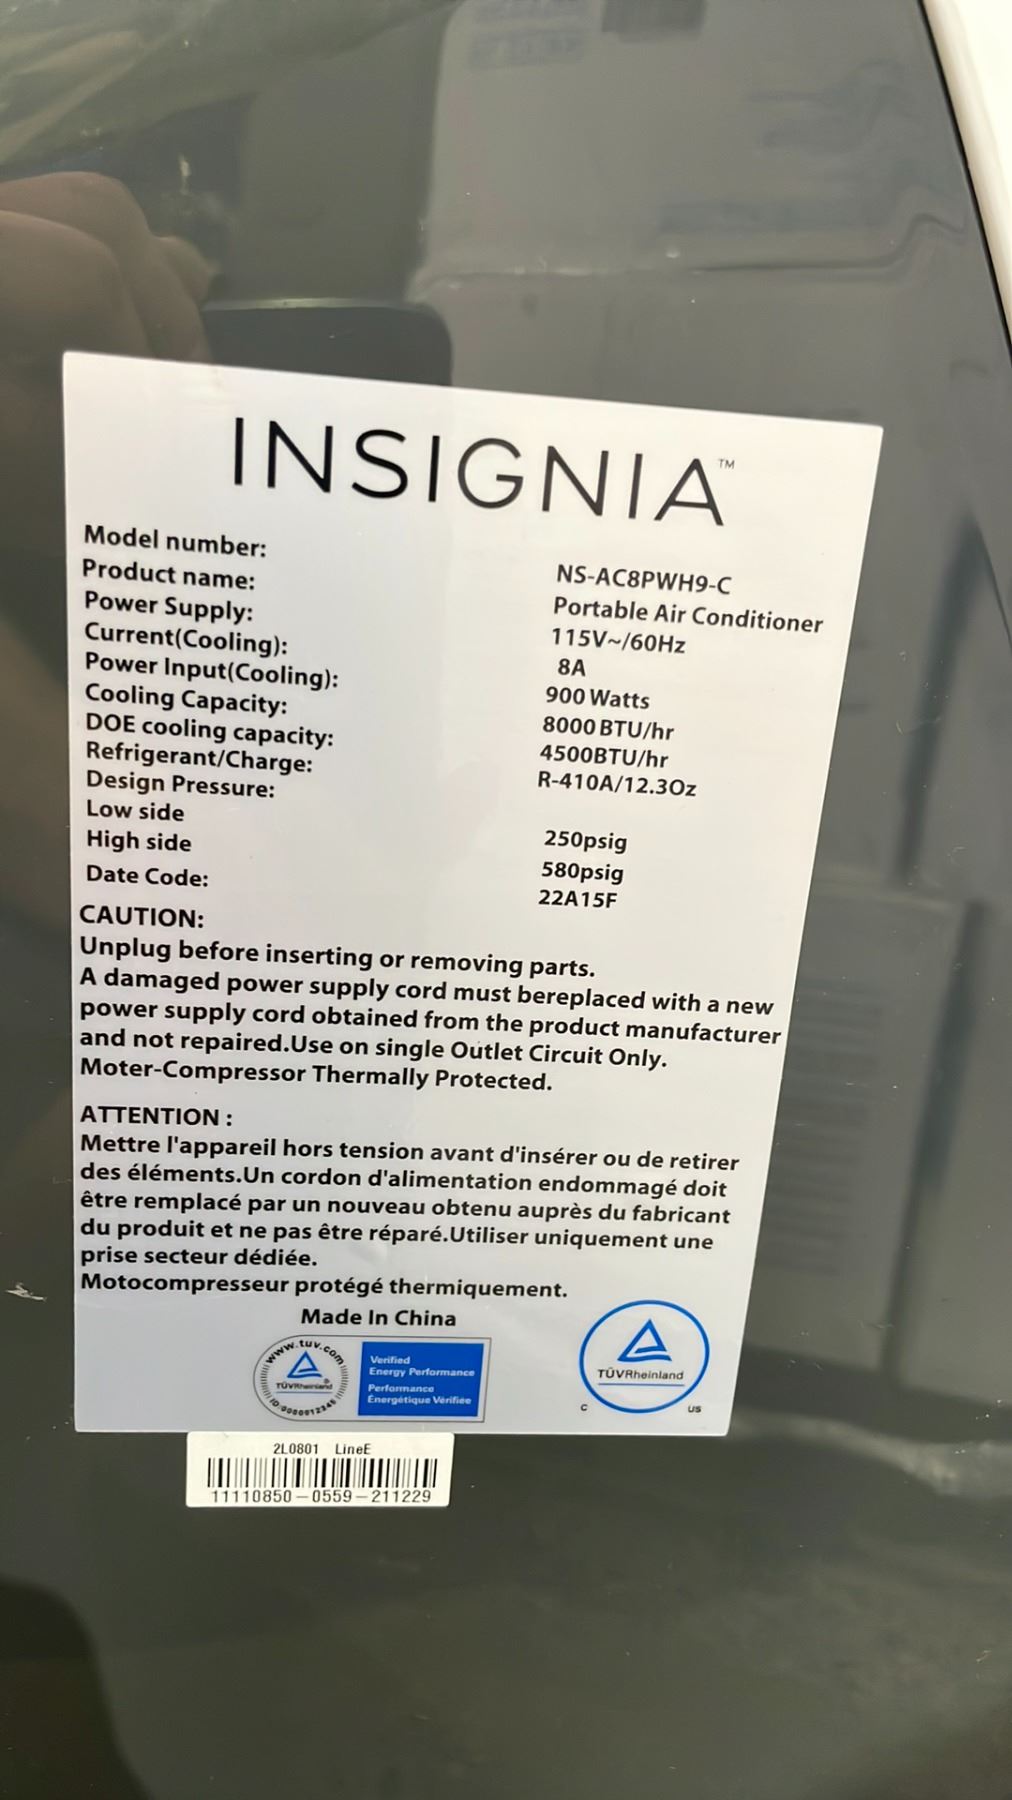 INSIGNIA™
Model number: NS-AC8PWH9-C
Product name: Portable Air Conditioner
Power Supply: 115V~/60Hz
Current(Cooling): 8A
Power Input(Cooling): 900 Watts
Cooling Capacity: 8000 BTU/hr
DOE cooling capacity: 4500BTU/hr
Refrigerant/Charge: R-410A/12.3Oz
Design Pressure:
Low side 250psig
High side 580psig
Date Code: 22A15F
CAUTION:
Unplug before inserting or removing parts.
A damaged power supply cord must bereplaced with a new
power supply cord obtained from the product manufacturer
and not repaired.Use on single Outlet Circuit Only.
Moter-Compressor Thermally Protected.
ATTENTION :
Mettre l'appareil hors tension avant d'insérer ou de retirer
des éléments.Un cordon d'alimentation endommagé doit
être remplacé par un nouveau obtenu auprès du fabricant
du produit et ne pas être réparé.Utiliser uniquement une
prise secteur dédiée.
Motocompresseur protégé thermiquement.
Made In China
www.tuv.com
TÜVRheinland®
ID:0000012345
Verified
Energy Performance
Performance
Énergétique Vérifiée
TÜVRheinland
C US
2L0801 LineE
11110850-0559-211229